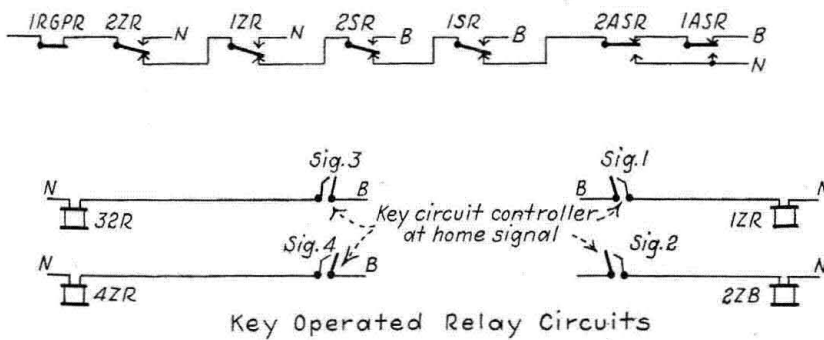 1RGPR 2ZR N 1ZR N 2SR B 1SR B 2ASR 1ASR B
N
Sig.3 Sig.1
N B B N
32R Key circuit controller 1ZR
at home signal
Sig.4 Sig.2
N B N
4ZR 2ZB
Key Operated Relay Circuits